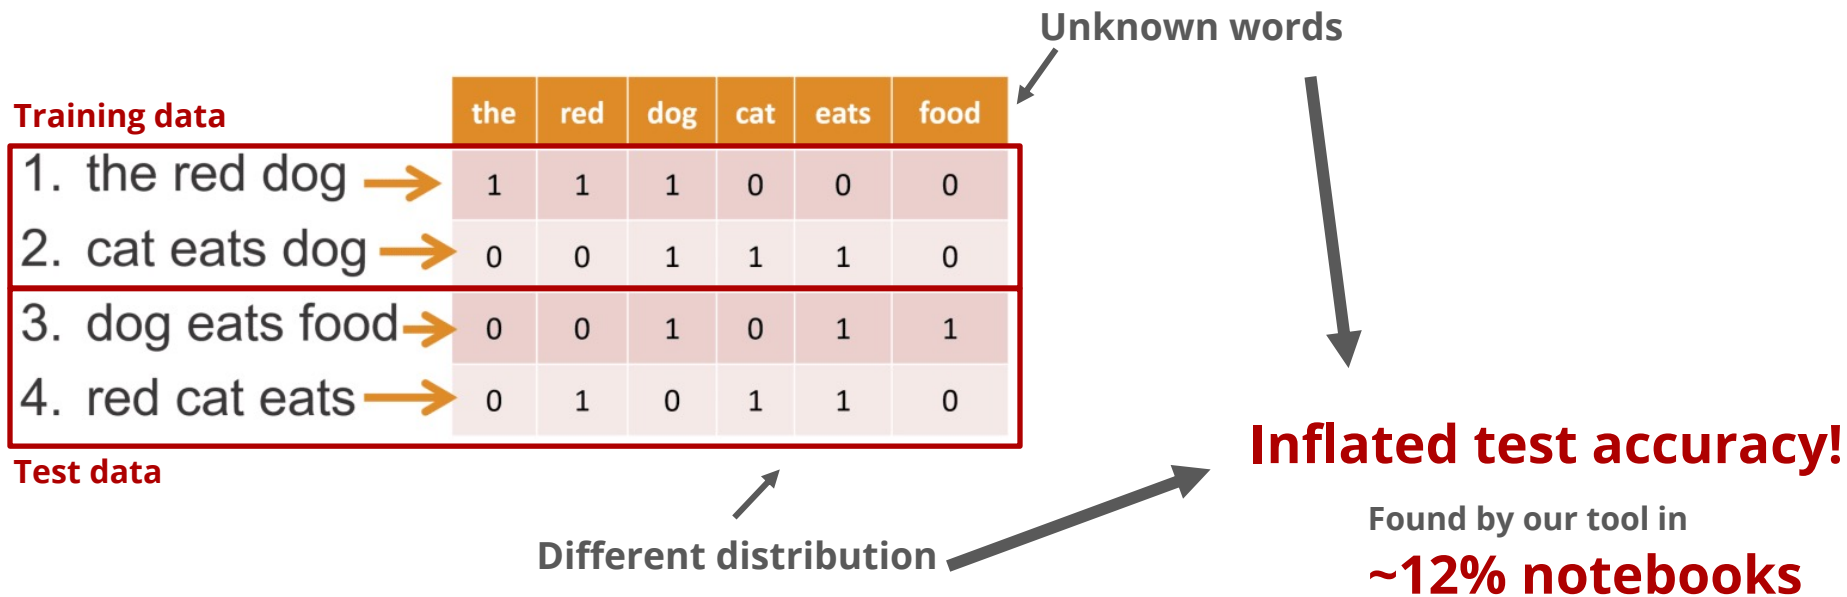 Unknown words
Training data
the red dog cat eats food
1. the red dog 1 1 1 0 0 0
2. cat eats dog 0 0 1 1 1 0
3. dog eats food 0 0 1 0 1 1
4. red cat eats 0 1 0 1 1 0
Test data
Different distribution
Inflated test accuracy!
Found by our tool in
~12% notebooks